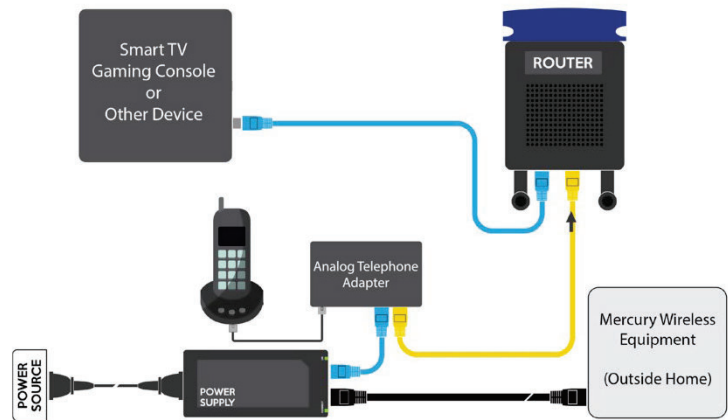 Smart TV
Gaming Console
or
Other Device
ROUTER
Analog Telephone
Adapter
Mercury Wireless
Equipment
(Outside Home)
POWER
SOURCE
POWER
SUPPLY